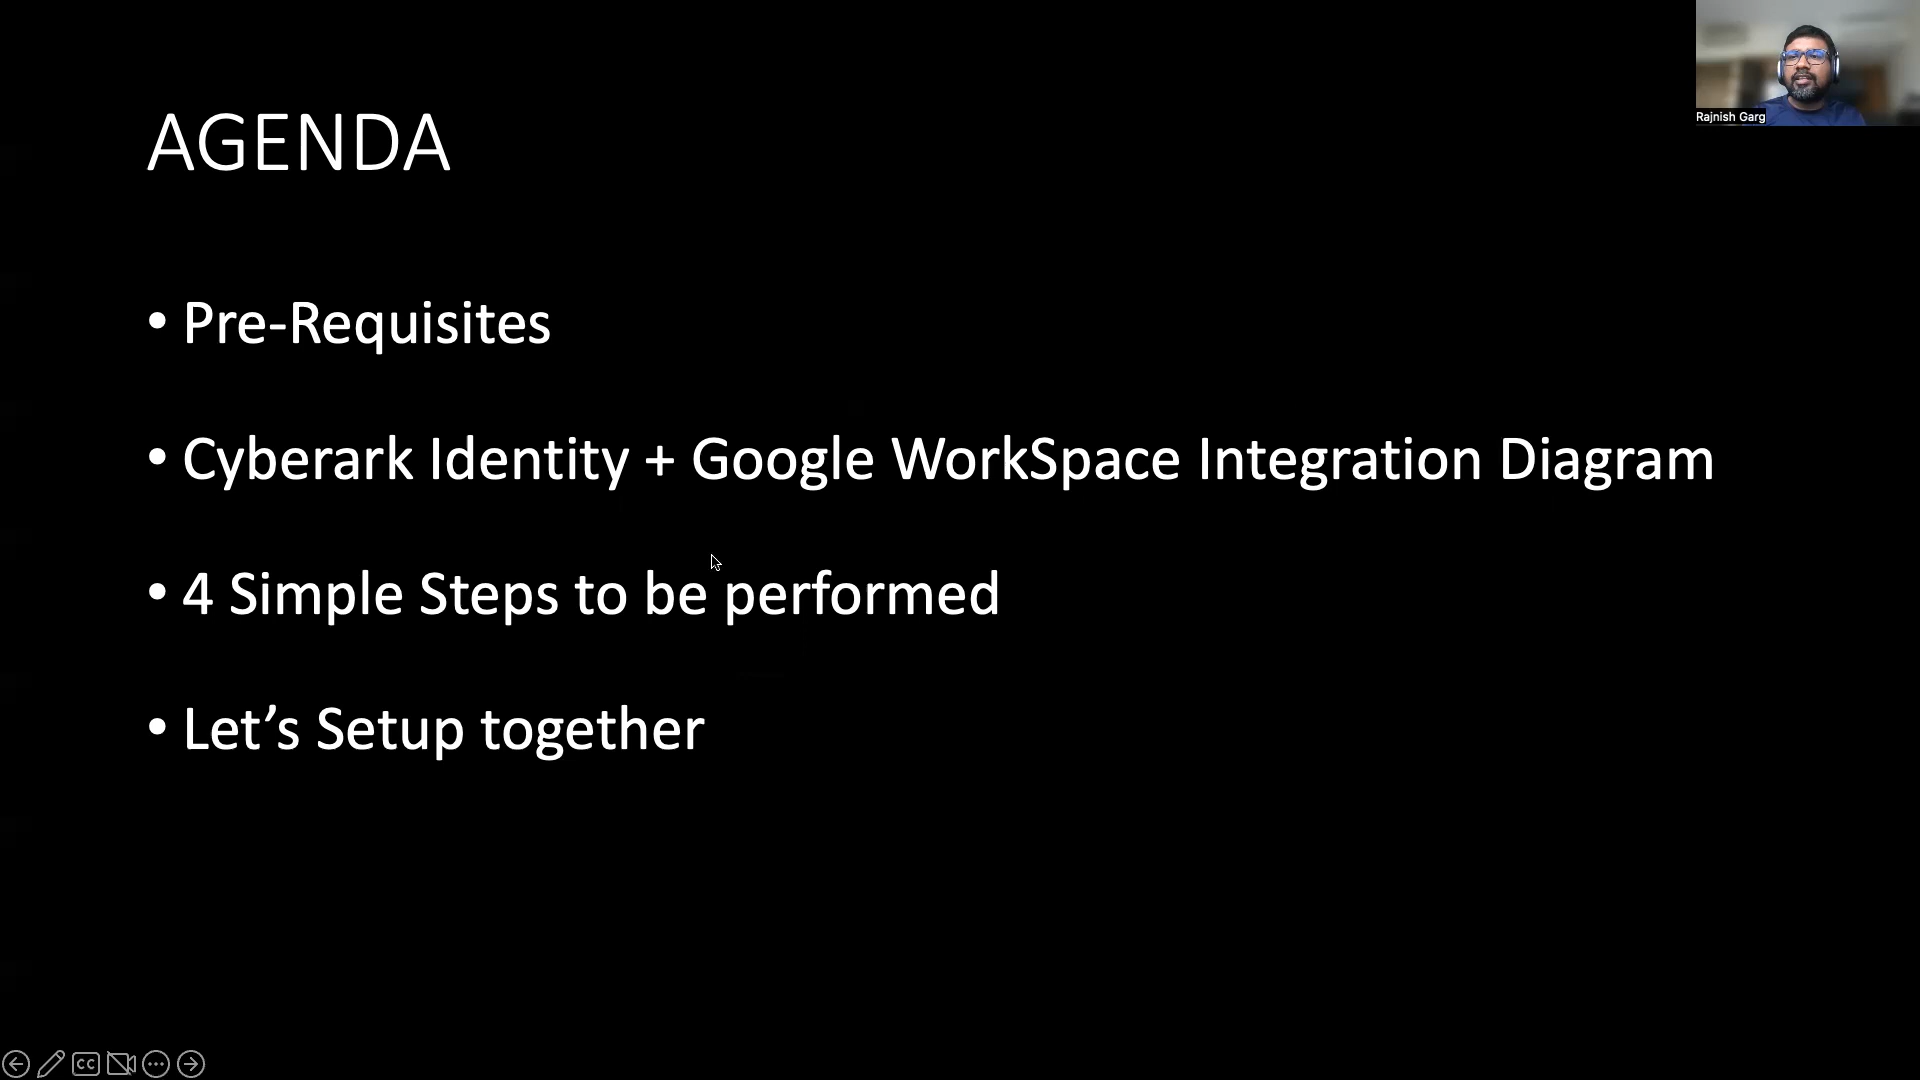 AGENDA
Rajnish Garg
• Pre-Requisites
• Cyberark Identity + Google WorkSpace Integration Diagram
• 4 Simple Steps to be performed
• Let’s Setup together
CC